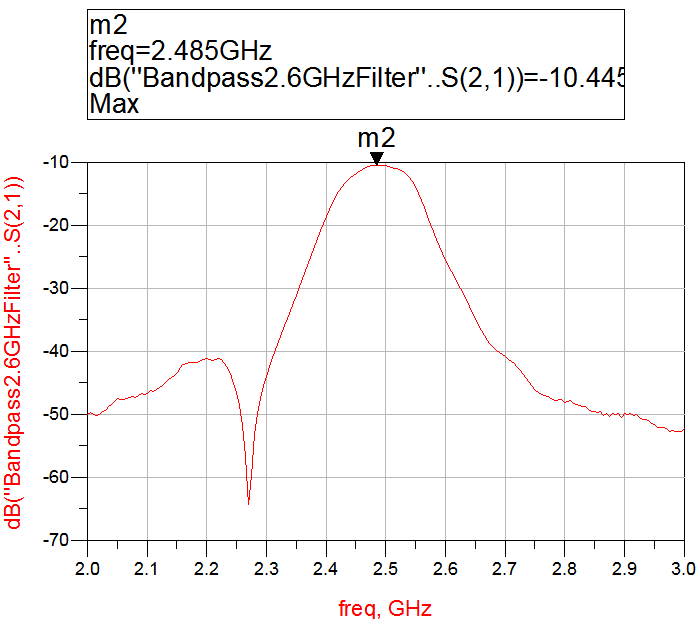 m2
freq=2.485GHz
dB("Bandpass2.6GHzFilter"..S(2,1))=-10.445
Max
m2
dB("Bandpass2.6GHzFilter"..S(2,1))
-10
-20
-30
-40
-50
-60
-70
2.0 2.1 2.2 2.3 2.4 2.5 2.6 2.7 2.8 2.9 3.0
freq, GHz